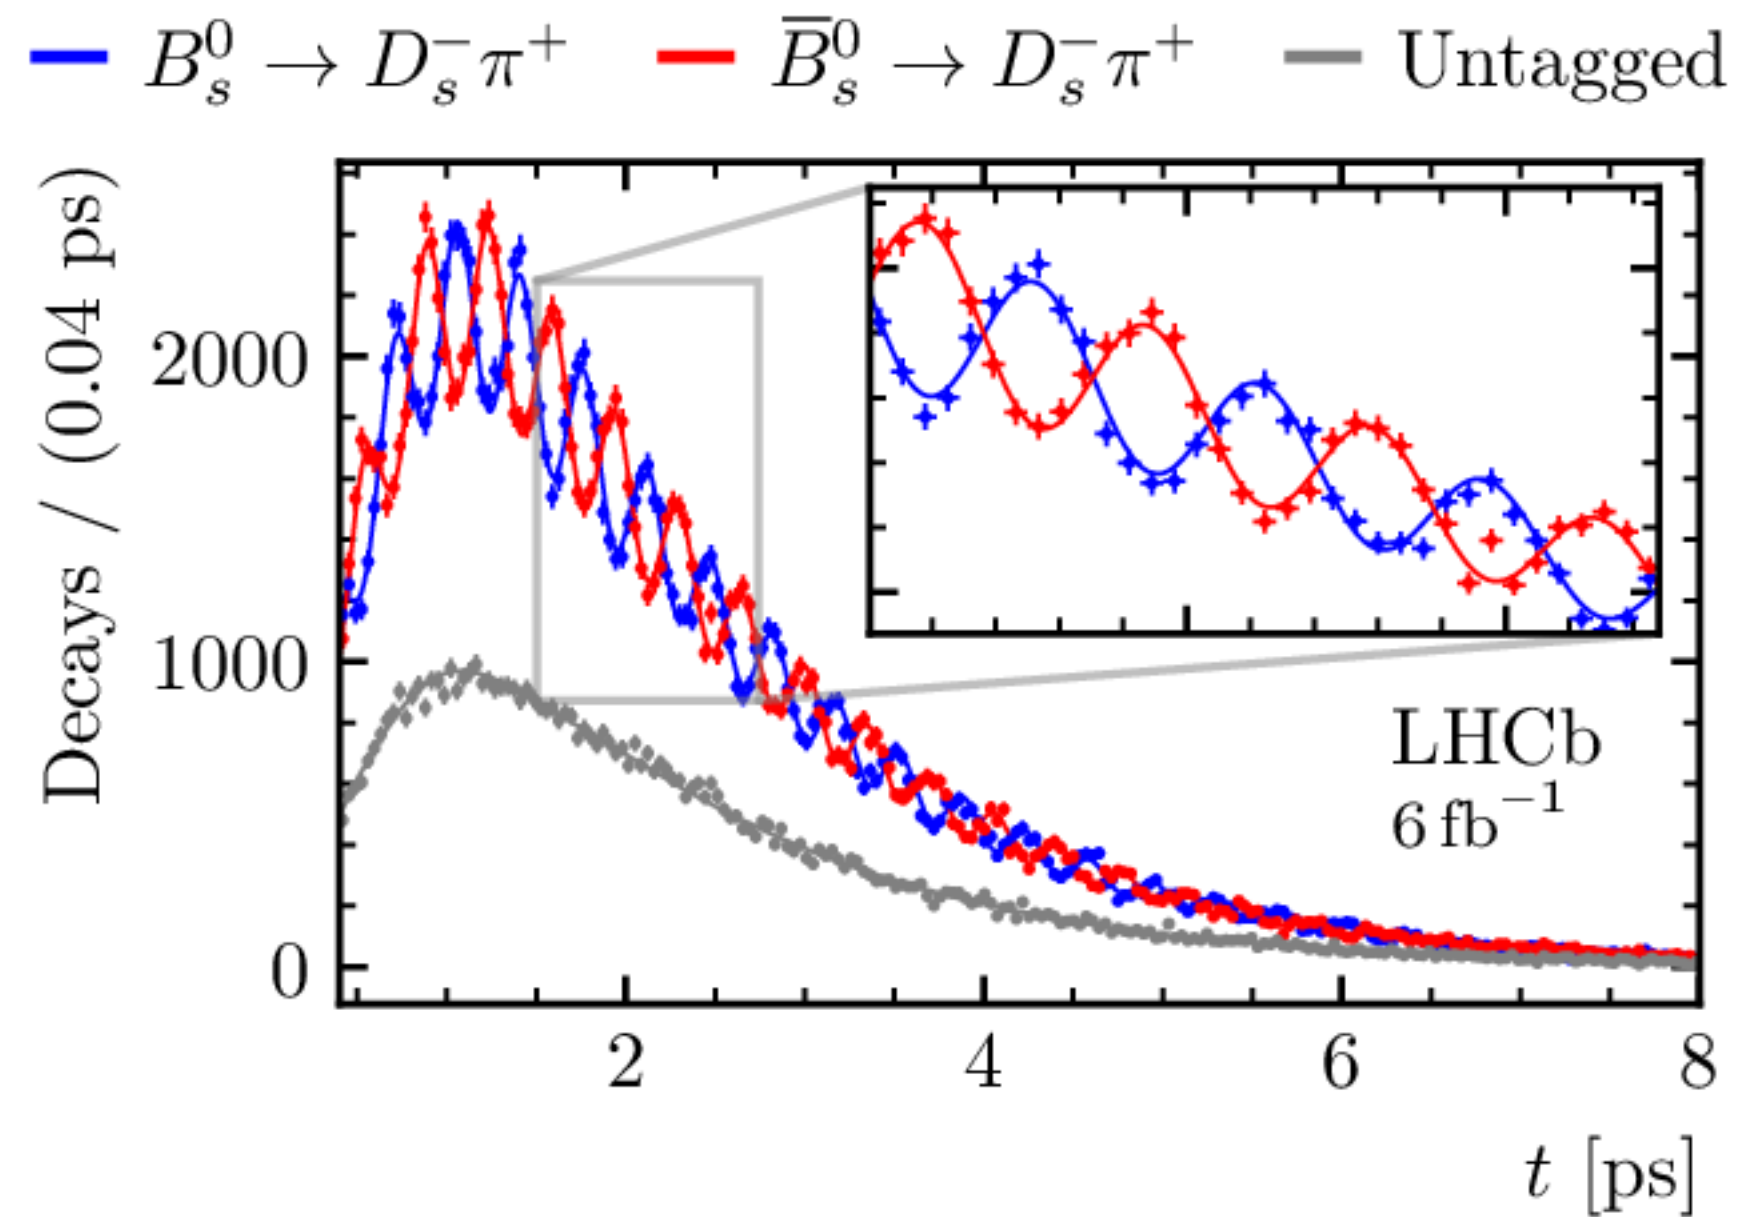 B⁰ₛ → D⁻ₛπ⁺ B̅⁰ₛ → D⁻ₛπ⁺ Untagged
Decays / (0.04 ps)
2000
1000
0
LHCb
6 fb⁻¹
2 4 6 8
t [ps]